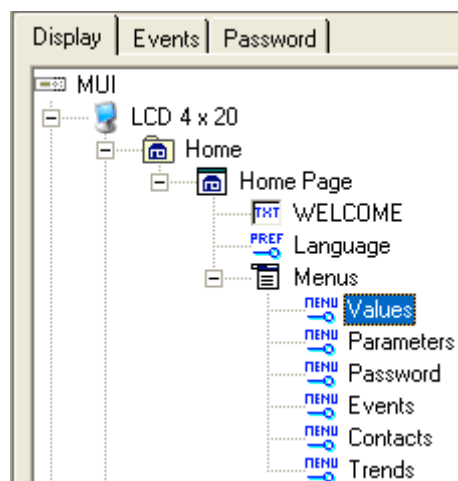 Display Events Password
MUI
LCD 4 x 20
Home
Home Page
TXT WELCOME
PREF Language
Menus
MENU Values
MENU Parameters
MENU Password
MENU Events
MENU Contacts
MENU Trends